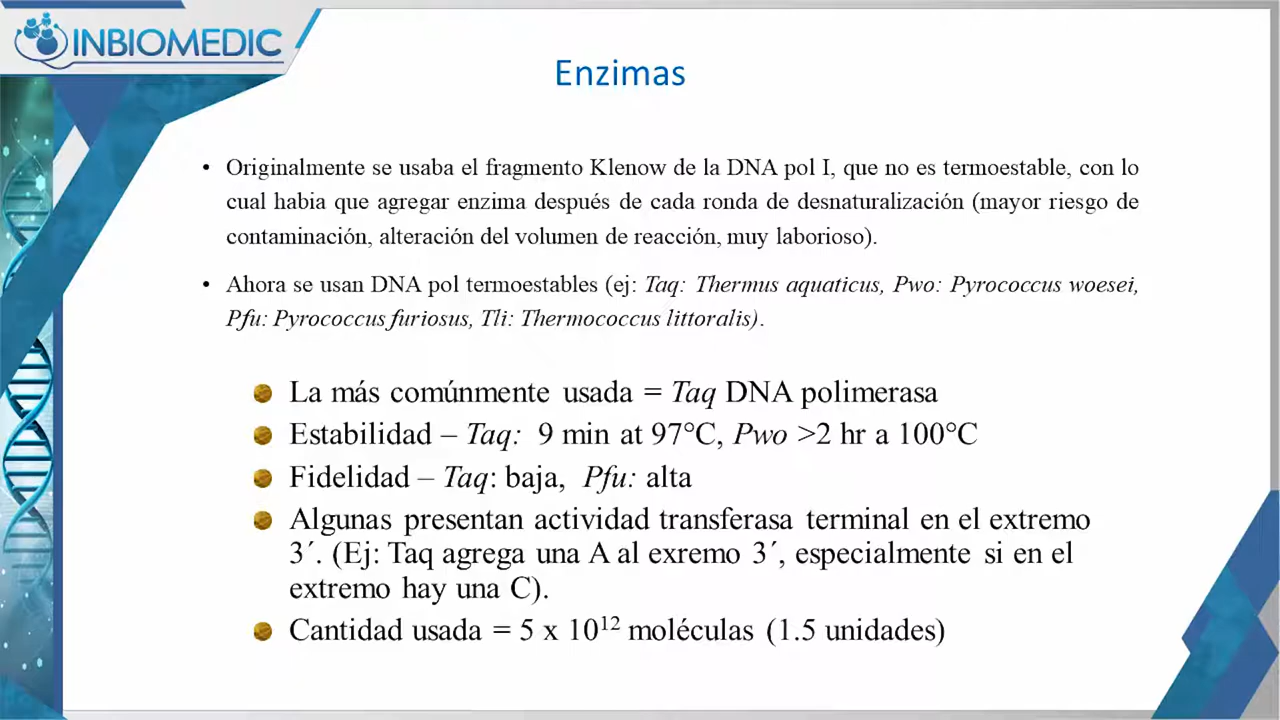 INBIOMEDIC
Enzimas
• Originalmente se usaba el fragmento Klenow de la DNA pol I, que no es termoestable, con lo
cual habia que agregar enzima después de cada ronda de desnaturalización (mayor riesgo de
contaminación, alteración del volumen de reacción, muy laborioso).
• Ahora se usan DNA pol termoestables (ej: Taq: Thermus aquaticus, Pwo: Pyrococcus woesei,
Pfu: Pyrococcus furiosus, Tli: Thermococcus littoralis).
La más comúnmente usada = Taq DNA polimerasa
Estabilidad – Taq: 9 min at 97°C, Pwo >2 hr a 100°C
Fidelidad – Taq: baja, Pfu: alta
Algunas presentan actividad transferasa terminal en el extremo
3´. (Ej: Taq agrega una A al exremo 3´, especialmente si en el
extremo hay una C).
Cantidad usada = 5 x 10¹² moléculas (1.5 unidades)